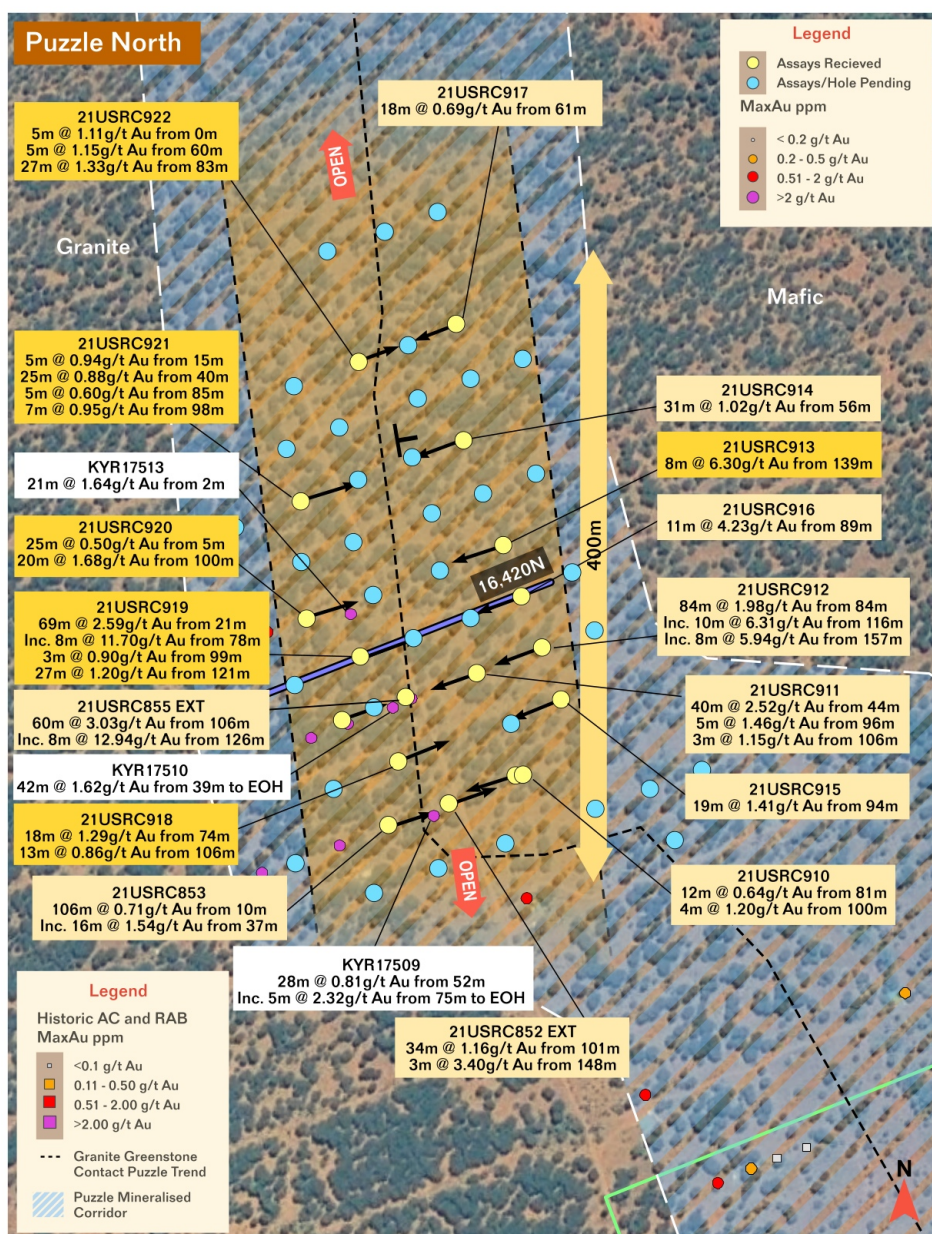 Puzzle North
Legend
Assays Recieved
Assays/Hole Pending
MaxAu ppm
< 0.2 g/t Au
0.2 - 0.5 g/t Au
0.51 - 2 g/t Au
>2 g/t Au
21USRC917
18m @ 0.69g/t Au from 61m
21USRC922
5m @ 1.11g/t Au from 0m
5m @ 1.15g/t Au from 60m
27m @ 1.33g/t Au from 83m
OPEN
Granite
Mafic
21USRC921
5m @ 0.94g/t Au from 15m
25m @ 0.88g/t Au from 40m
5m @ 0.60g/t Au from 85m
7m @ 0.95g/t Au from 98m
21USRC914
31m @ 1.02g/t Au from 56m
21USRC913
8m @ 6.30g/t Au from 139m
KYR17513
21m @ 1.64g/t Au from 2m
21USRC916
11m @ 4.23g/t Au from 89m
21USRC920
25m @ 0.50g/t Au from 5m
20m @ 1.68g/t Au from 100m
400m
16,420N
21USRC912
84m @ 1.98g/t Au from 84m
Inc. 10m @ 6.31g/t Au from 116m
Inc. 8m @ 5.94g/t Au from 157m
21USRC919
69m @ 2.59g/t Au from 21m
Inc. 8m @ 11.70g/t Au from 78m
3m @ 0.90g/t Au from 99m
27m @ 1.20g/t Au from 121m
21USRC911
40m @ 2.52g/t Au from 44m
5m @ 1.46g/t Au from 96m
3m @ 1.15g/t Au from 106m
21USRC855 EXT
60m @ 3.03g/t Au from 106m
Inc. 8m @ 12.94g/t Au from 126m
KYR17510
42m @ 1.62g/t Au from 39m to EOH
21USRC915
19m @ 1.41g/t Au from 94m
21USRC918
18m @ 1.29g/t Au from 74m
13m @ 0.86g/t Au from 106m
21USRC910
12m @ 0.64g/t Au from 81m
4m @ 1.20g/t Au from 100m
OPEN
21USRC853
106m @ 0.71g/t Au from 10m
Inc. 16m @ 1.54g/t Au from 37m
KYR17509
28m @ 0.81g/t Au from 52m
Inc. 5m @ 2.32g/t Au from 75m to EOH
21USRC852 EXT
34m @ 1.16g/t Au from 101m
3m @ 3.40g/t Au from 148m
Legend
Historic AC and RAB
MaxAu ppm
<0.1 g/t Au
0.11 - 0.50 g/t Au
0.51 - 2.00 g/t Au
>2.00 g/t Au
Granite Greenstone
Contact Puzzle Trend
Puzzle Mineralised
Corridor
N